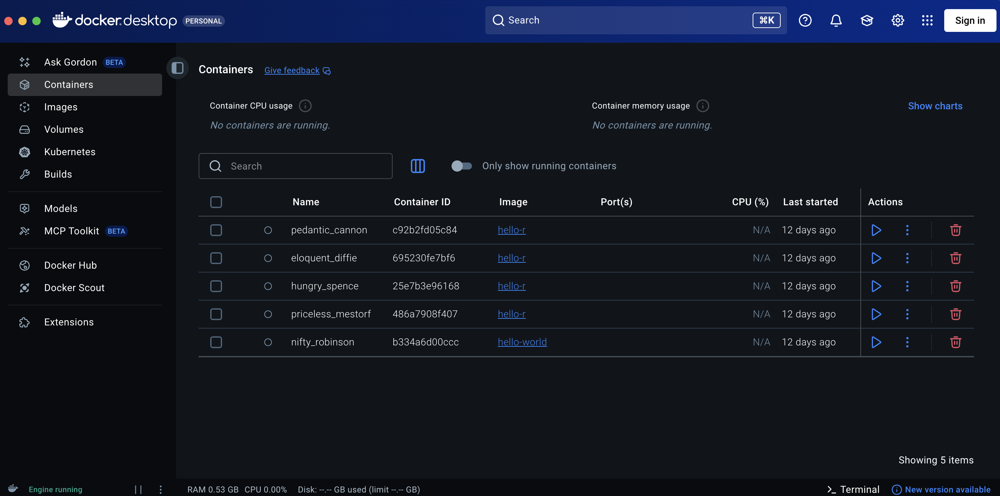 docker desktop PERSONAL
Search ⌘K
Sign in
Ask Gordon BETA
Containers
Images
Volumes
Kubernetes
Builds
Models
MCP Toolkit BETA
Docker Hub
Docker Scout
Extensions
Containers Give feedback
Container CPU usage
No containers are running.
Container memory usage
No containers are running.
Show charts
Search
Only show running containers
Name Container ID Image Port(s) CPU (%) Last started Actions
pedantic_cannon c92b2fd05c84 hello-r N/A 12 days ago
eloquent_diffie 695230fe7bf6 hello-r N/A 12 days ago
hungry_spence 25e7b3e96168 hello-r N/A 12 days ago
priceless_mestorf 486a7908f407 hello-r N/A 12 days ago
nifty_robinson b334a6d00ccc hello-world N/A 12 days ago
Showing 5 items
Engine running
RAM 0.53 GB CPU 0.00% Disk: --.-- GB used (limit --.-- GB)
Terminal
New version available